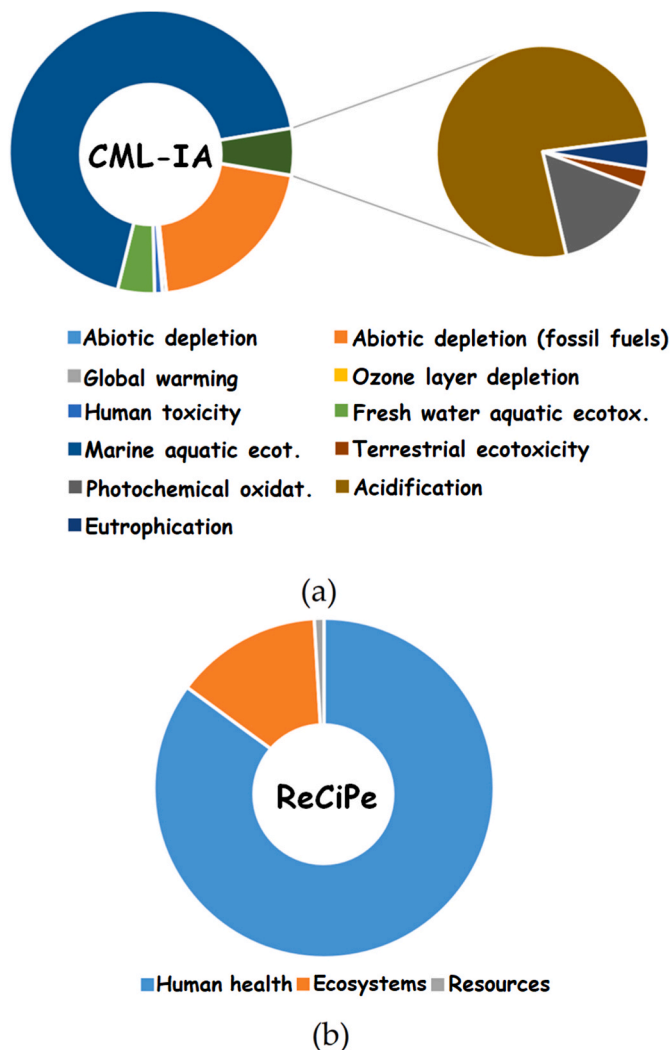 CML-IA
Abiotic depletion
Abiotic depletion (fossil fuels)
Global warming
Ozone layer depletion
Human toxicity
Fresh water aquatic ecotox.
Marine aquatic ecot.
Terrestrial ecotoxicity
Photochemical oxidat.
Acidification
Eutrophication
(a)
ReCiPe
Human health Ecosystems Resources
(b)